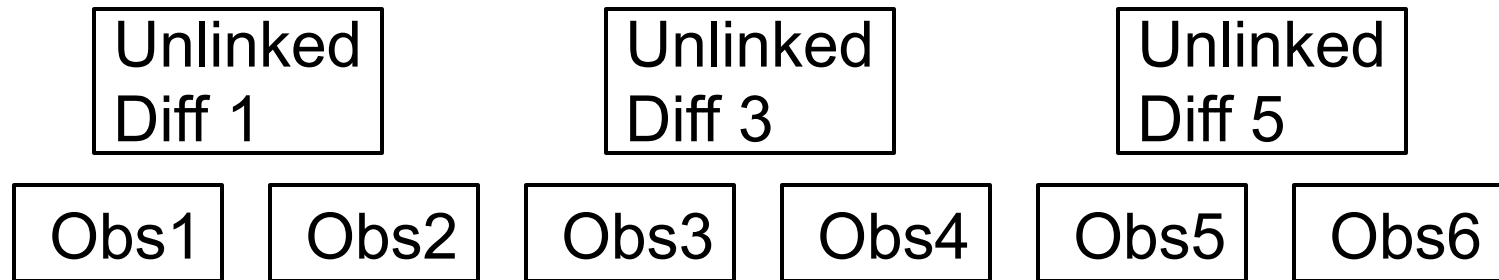 Unlinked
Diff 1
Unlinked
Diff 3
Unlinked
Diff 5
Obs1
Obs2
Obs3
Obs4
Obs5
Obs6